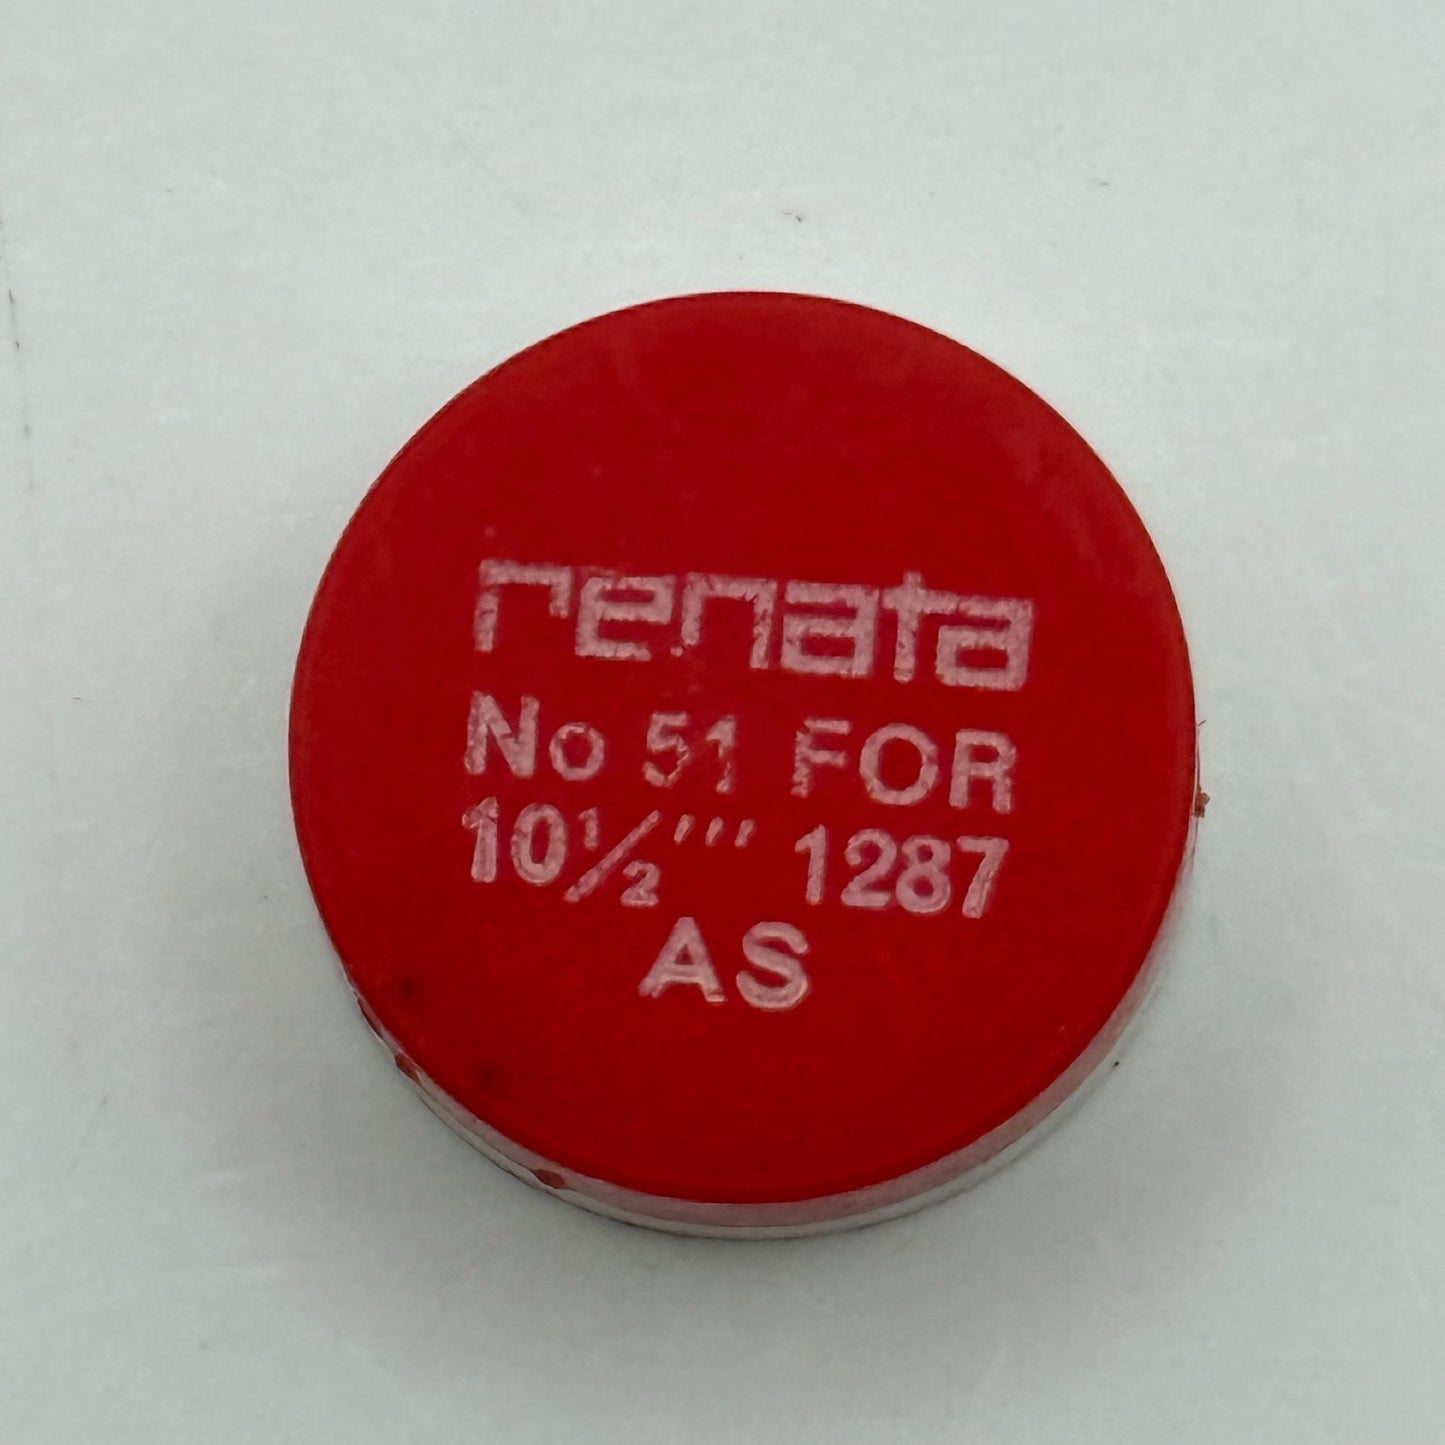 renata
No 51 FOR
10½''' 1287
AS